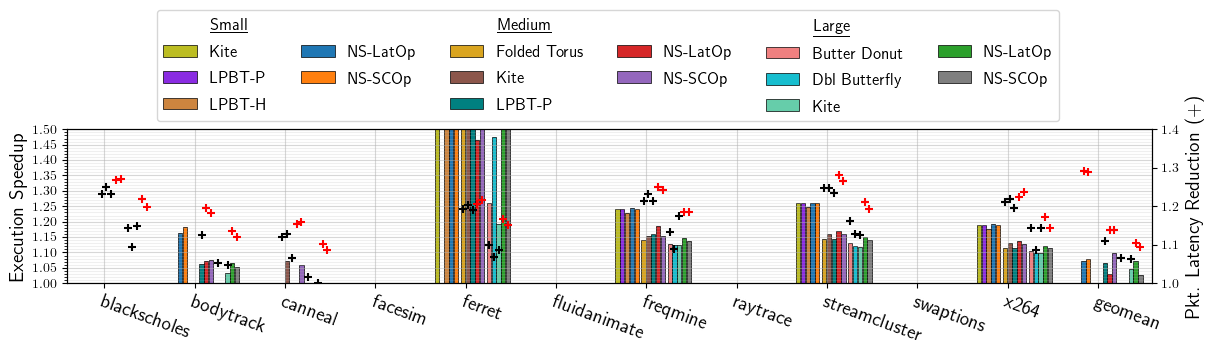 Small
Medium
Large
Kite
NS-LatOp
Folded Torus
NS-LatOp
Butter Donut
NS-LatOp
LPBT-P
NS-SCOp
Kite
NS-SCOp
Dbl Butterfly
NS-SCOp
LPBT-H
LPBT-P
Kite
Execution Speedup
1.50
1.45
1.40
1.35
1.30
1.25
1.20
1.15
1.10
1.05
1.00
1.4
1.3
1.2
1.1
1.0
Pkt. Latency Reduction (+)
blackscholes
bodytrack
canneal
facesim
ferret
fluidanimate
freqmine
raytrace
streamcluster
swaptions
x264
geomean